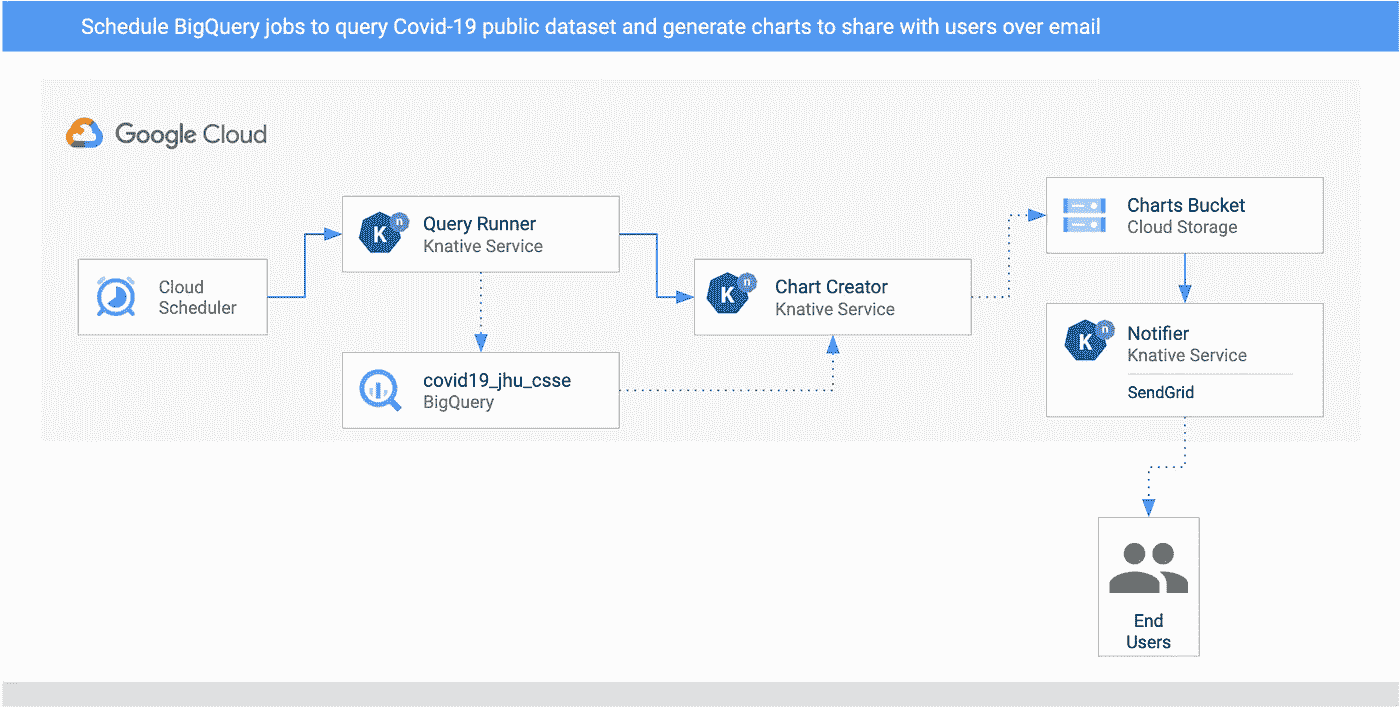 Schedule BigQuery jobs to query Covid-19 public dataset and generate charts to share with users over email
Google Cloud
Cloud
Scheduler
K n
Query Runner
Knative Service
covid19_jhu_csse
BigQuery
K n
Chart Creator
Knative Service
Charts Bucket
Cloud Storage
K n
Notifier
Knative Service
SendGrid
End
Users